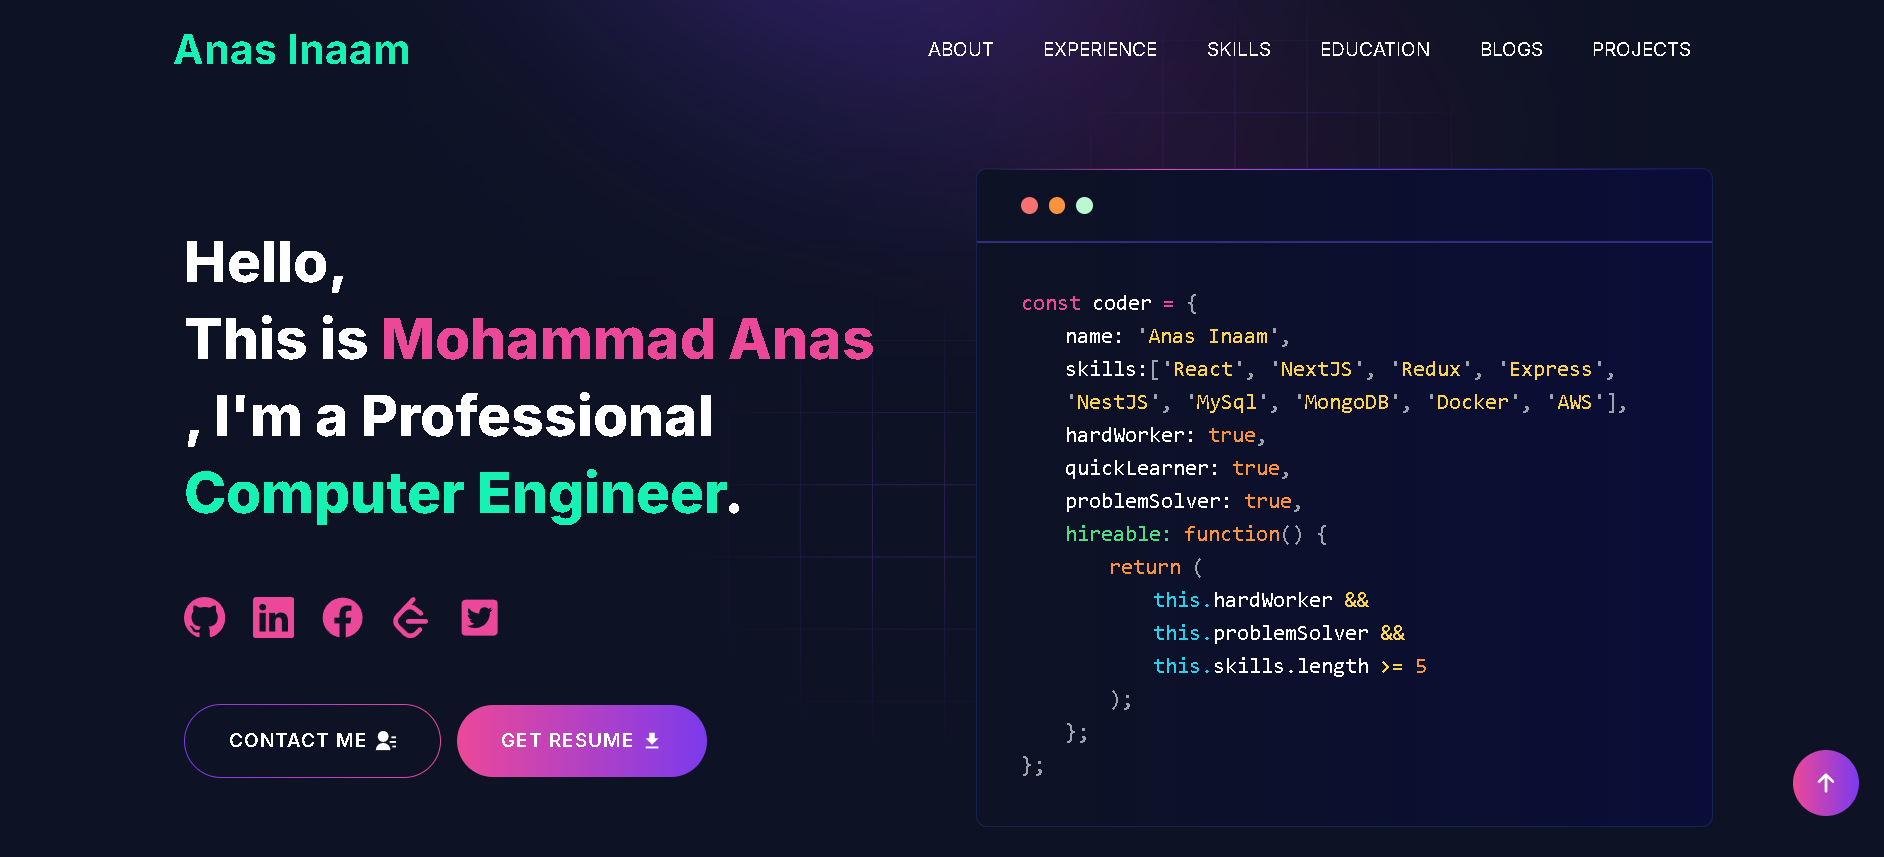 Anas Inaam
ABOUT EXPERIENCE SKILLS EDUCATION BLOGS PROJECTS
Hello,
This is Mohammad Anas
, I'm a Professional
Computer Engineer.
CONTACT ME
GET RESUME
const coder = {
name: 'Anas Inaam',
skills:['React', 'NextJS', 'Redux', 'Express',
'NestJS', 'MySql', 'MongoDB', 'Docker', 'AWS'],
hardWorker: true,
quickLearner: true,
problemSolver: true,
hireable: function() {
return (
this.hardWorker &&
this.problemSolver &&
this.skills.length >= 5
);
};
};